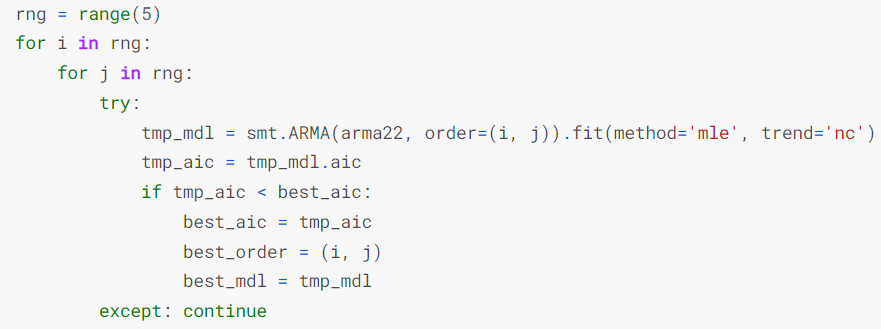 rng = range(5)
for i in rng:
    for j in rng:
        try:
            tmp_mdl = smt.ARMA(arma22, order=(i, j)).fit(method='mle', trend='nc')
            tmp_aic = tmp_mdl.aic
            if tmp_aic < best_aic:
                best_aic = tmp_aic
                best_order = (i, j)
                best_mdl = tmp_mdl
        except: continue